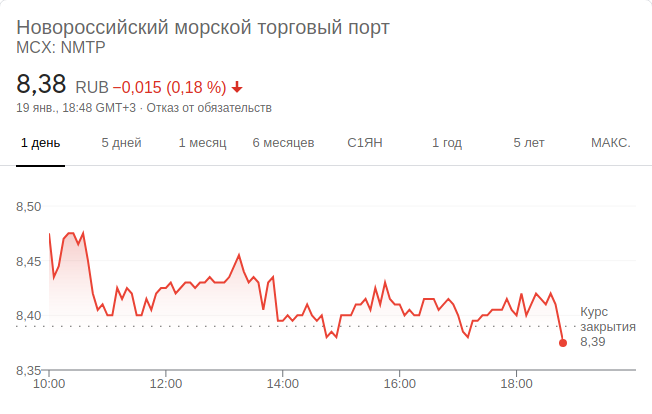 Новороссийский морской торговый порт
MCX: NMTP
8,38 RUB −0,015 (0,18 %)
19 янв., 18:48 GMT+3 · Отказ от обязательств
1 день 5 дней 1 месяц 6 месяцев С1ЯН 1 год 5 лет МАКС.
8,50
8,45
8,40
Курс
закрытия
8,39
8,35
10:00 12:00 14:00 16:00 18:00